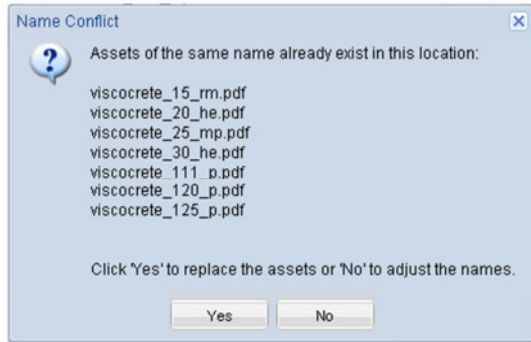 Name Conflict
Assets of the same name already exist in this location:
viscocrete_15_rm.pdf
viscocrete_20_he.pdf
viscocrete_25_mp.pdf
viscocrete_30_he.pdf
viscocrete_111_p.pdf
viscocrete_120_p.pdf
viscocrete_125_p.pdf
Click 'Yes' to replace the assets or 'No' to adjust the names.
Yes No